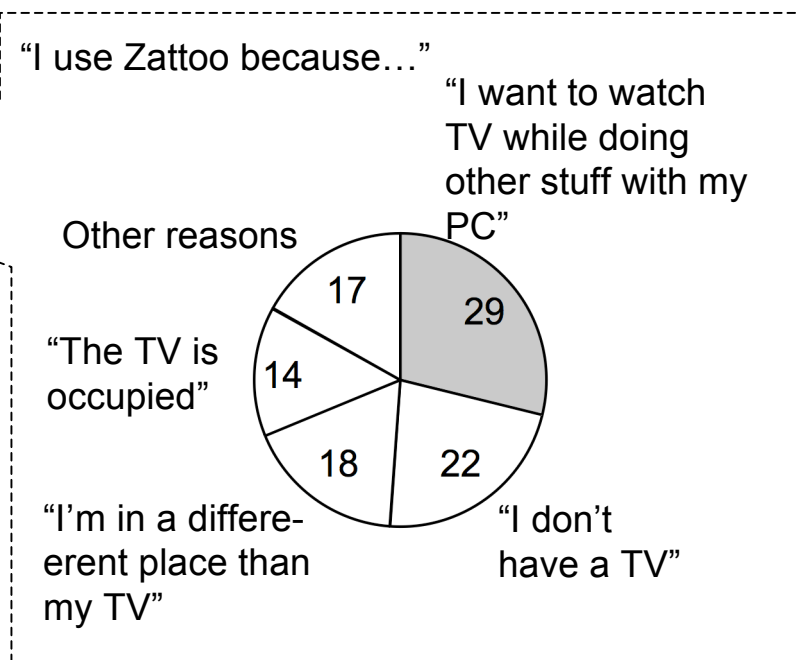 “I use Zattoo because…”
“I want to watch
TV while doing
other stuff with my
PC”
Other reasons
17
29
“The TV is
occupied”
14
18
22
“I’m in a differe-
erent place than
my TV”
“I don’t
have a TV”